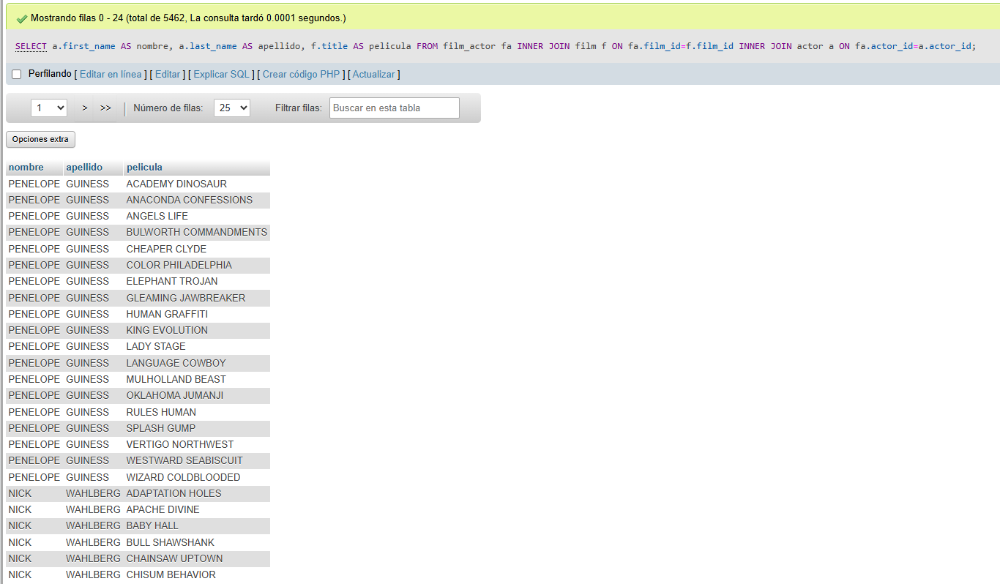 Mostrando filas 0 - 24 (total de 5462, La consulta tardó 0.0001 segundos.)
SELECT a.first_name AS nombre, a.last_name AS apellido, f.title AS pelicula FROM film_actor fa INNER JOIN film f ON fa.film_id=f.film_id INNER JOIN actor a ON fa.actor_id=a.actor_id;
Perfilando [ Editar en línea ] [ Editar ] [ Explicar SQL ] [ Crear código PHP ] [ Actualizar ]
1 > >> | Número de filas: 25 Filtrar filas: Buscar en esta tabla
Opciones extra
nombre apellido pelicula
PENELOPE GUINESS ACADEMY DINOSAUR
PENELOPE GUINESS ANACONDA CONFESSIONS
PENELOPE GUINESS ANGELS LIFE
PENELOPE GUINESS BULWORTH COMMANDMENTS
PENELOPE GUINESS CHEAPER CLYDE
PENELOPE GUINESS COLOR PHILADELPHIA
PENELOPE GUINESS ELEPHANT TROJAN
PENELOPE GUINESS GLEAMING JAWBREAKER
PENELOPE GUINESS HUMAN GRAFFITI
PENELOPE GUINESS KING EVOLUTION
PENELOPE GUINESS LADY STAGE
PENELOPE GUINESS LANGUAGE COWBOY
PENELOPE GUINESS MULHOLLAND BEAST
PENELOPE GUINESS OKLAHOMA JUMANJI
PENELOPE GUINESS RULES HUMAN
PENELOPE GUINESS SPLASH GUMP
PENELOPE GUINESS VERTIGO NORTHWEST
PENELOPE GUINESS WESTWARD SEABISCUIT
PENELOPE GUINESS WIZARD COLDBLOODED
NICK WAHLBERG ADAPTATION HOLES
NICK WAHLBERG APACHE DIVINE
NICK WAHLBERG BABY HALL
NICK WAHLBERG BULL SHAWSHANK
NICK WAHLBERG CHAINSAW UPTOWN
NICK WAHLBERG CHISUM BEHAVIOR